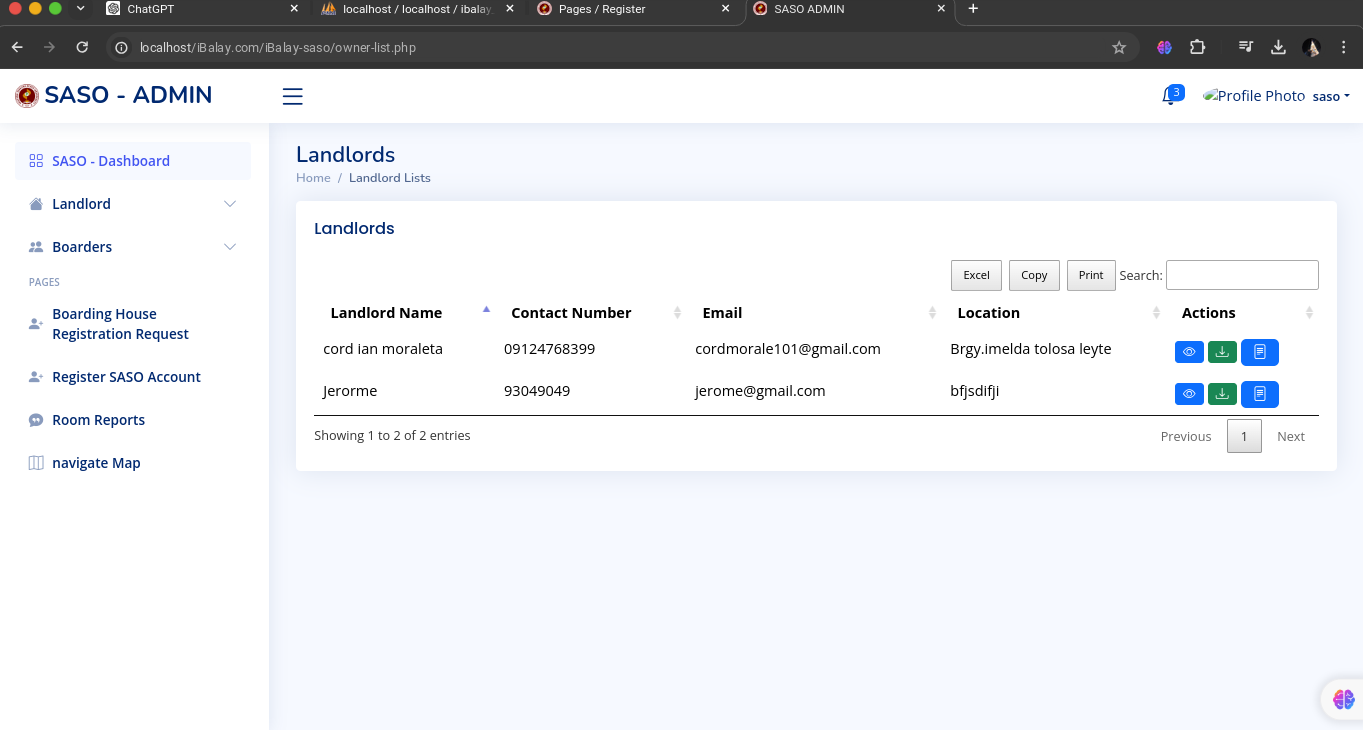 ChatGPT
localhost / localhost / ibalay
Pages / Register
SASO ADMIN
localhost/iBalay.com/iBalay-saso/owner-list.php
SASO - ADMIN
3
Profile Photo
saso
SASO - Dashboard
Landlord
Boarders
PAGES
Boarding House
Registration Request
Register SASO Account
Room Reports
navigate Map
Landlords
Home / Landlord Lists
Landlords
Excel Copy Print Search:
Landlord Name Contact Number Email Location Actions
cord ian moraleta 09124768399 cordmorale101@gmail.com Brgy.imelda tolosa leyte
Jerorme 93049049 jerome@gmail.com bfjsdifji
Showing 1 to 2 of 2 entries
Previous 1 Next